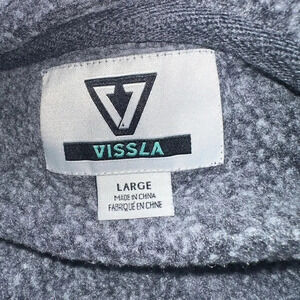 VISSLA
LARGE
MADE IN CHINA
FABRIQUÉ EN CHINE